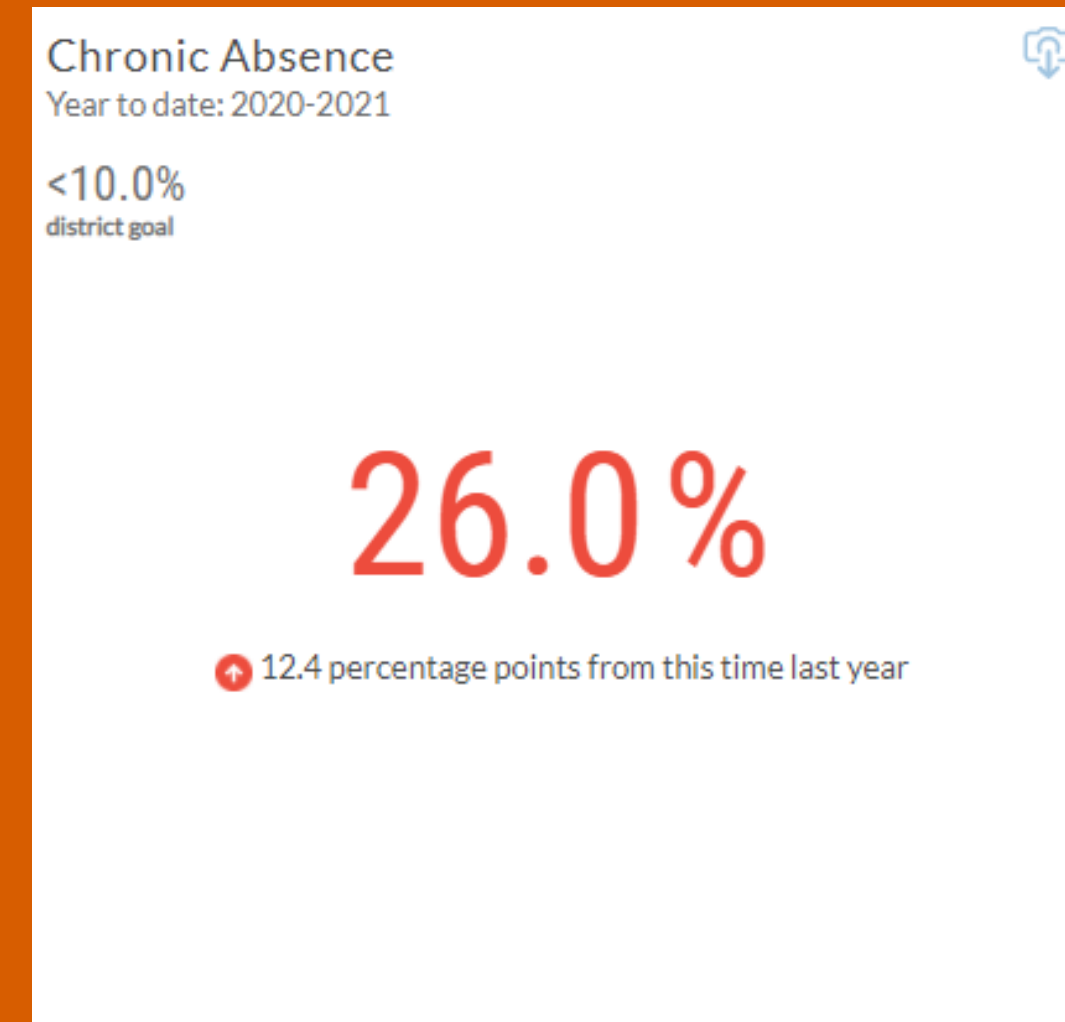 Chronic Absence
Year to date: 2020-2021
<10.0%
district goal
26.0%
12.4 percentage points from this time last year